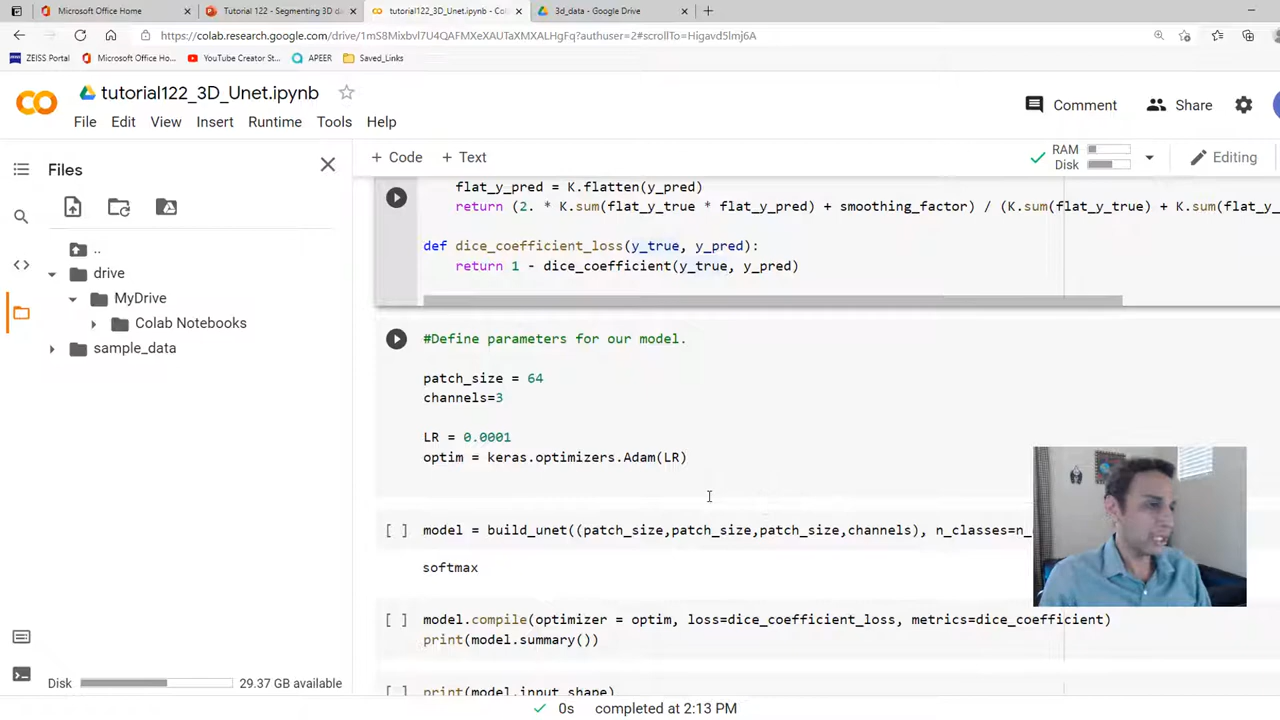 Microsoft Office Home
Tutorial 122 - Segmenting 3D da
tutorial122_3D_Unet.ipynb - Col
3d_data - Google Drive
https://colab.research.google.com/drive/1mS8Mixbvl7U4QAFMXeXAUTaXMXALHgFq?authuser=2#scrollTo=Higavd5lmj6A
ZEISS Portal
Microsoft Office Ho...
YouTube Creator St...
APEER
Saved_Links
tutorial122_3D_Unet.ipynb
Comment
Share
File Edit View Insert Runtime Tools Help
Files
+ Code + Text
RAM
Disk
Editing
..
drive
MyDrive
Colab Notebooks
sample_data
flat_y_pred = K.flatten(y_pred)
return (2. * K.sum(flat_y_true * flat_y_pred) + smoothing_factor) / (K.sum(flat_y_true) + K.sum(flat_y_
def dice_coefficient_loss(y_true, y_pred):
return 1 - dice_coefficient(y_true, y_pred)
#Define parameters for our model.
patch_size = 64
channels=3
LR = 0.0001
optim = keras.optimizers.Adam(LR)
[ ] model = build_unet((patch_size,patch_size,patch_size,channels), n_classes=n_
softmax
[ ] model.compile(optimizer = optim, loss=dice_coefficient_loss, metrics=dice_coefficient)
print(model.summary())
[ ] print(model.input_shape)
Disk 29.37 GB available
0s completed at 2:13 PM